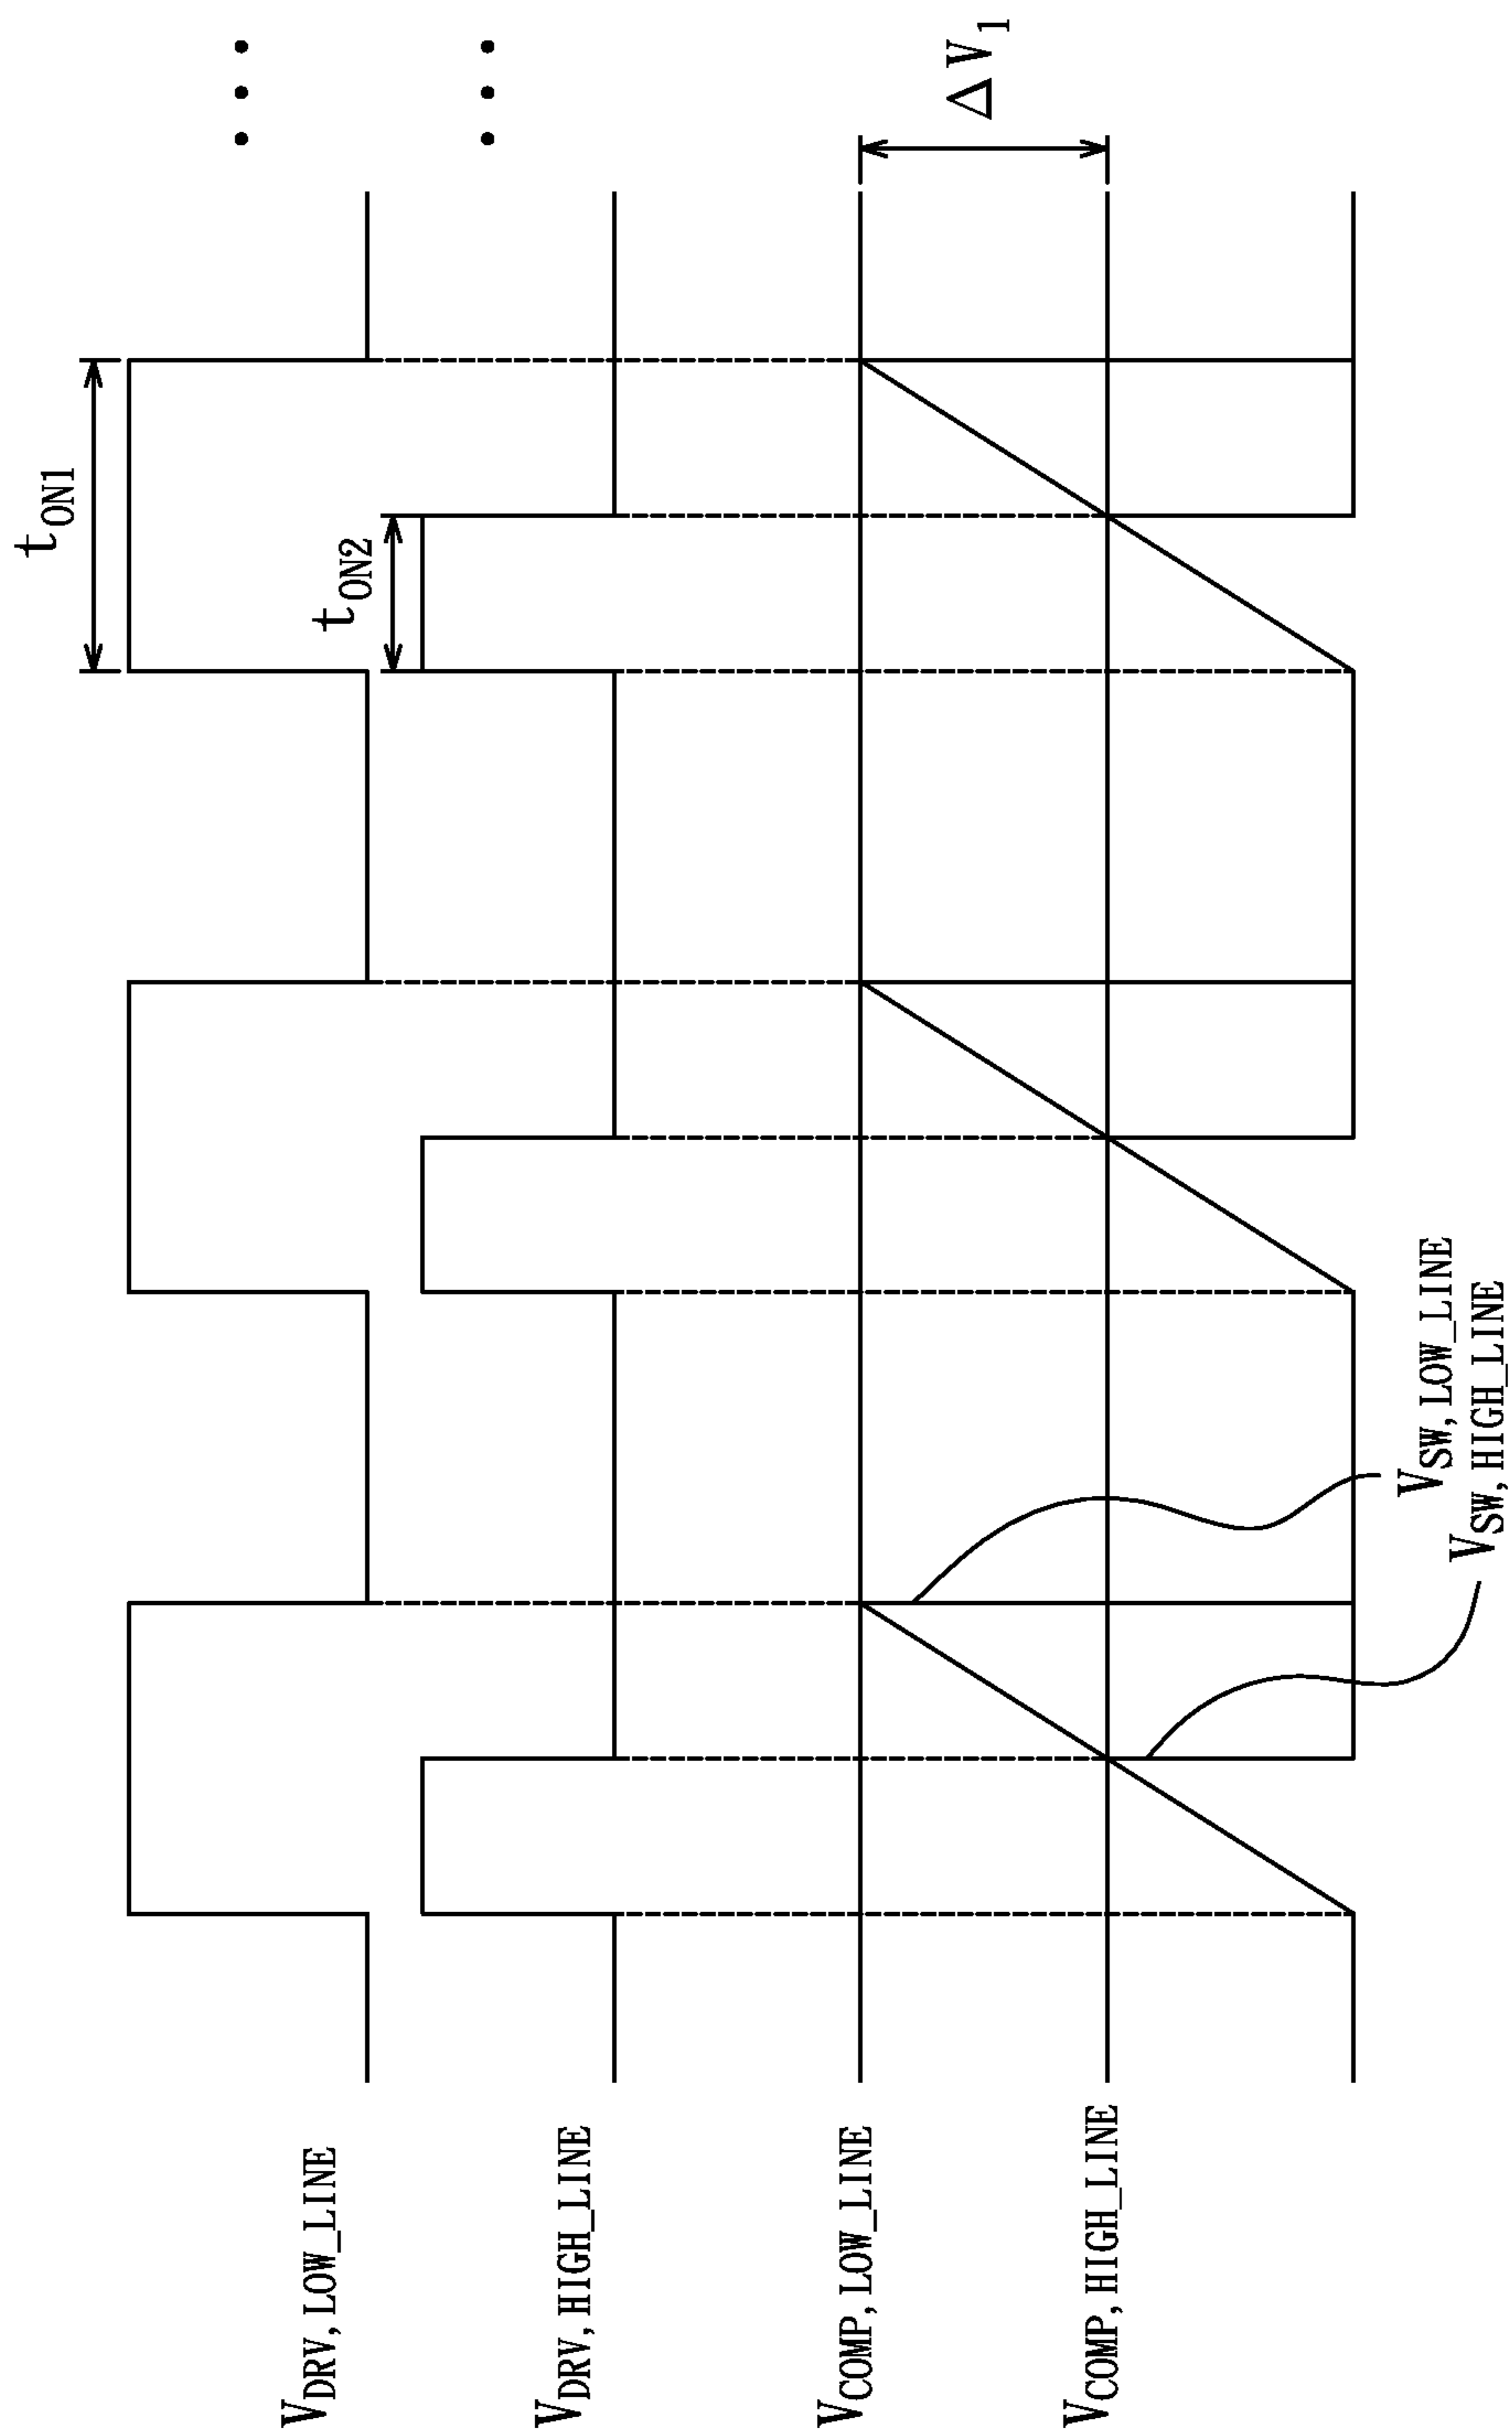 t_ON1
V_DRV, LOW_LINE
t_ON2
V_DRV, HIGH_LINE
ΔV_1
V_COMP, LOW_LINE
V_COMP, HIGH_LINE
V_SW, LOW_LINE
V_SW, HIGH_LINE